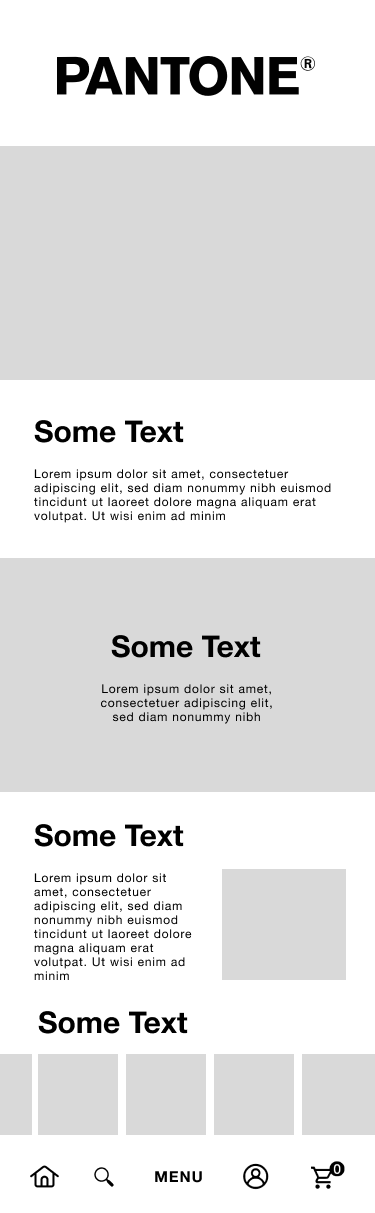 PANTONE®
Some Text
Lorem ipsum dolor sit amet, consectetuer
adipiscing elit, sed diam nonummy nibh euismod
tincidunt ut laoreet dolore magna aliquam erat
volutpat. Ut wisi enim ad minim
Some Text
Lorem ipsum dolor sit amet,
consectetuer adipiscing elit,
sed diam nonummy nibh
Some Text
Lorem ipsum dolor sit
amet, consectetuer
adipiscing elit, sed diam
nonummy nibh euismod
tincidunt ut laoreet dolore
magna aliquam erat
volutpat. Ut wisi enim ad
minim
Some Text
MENU
0